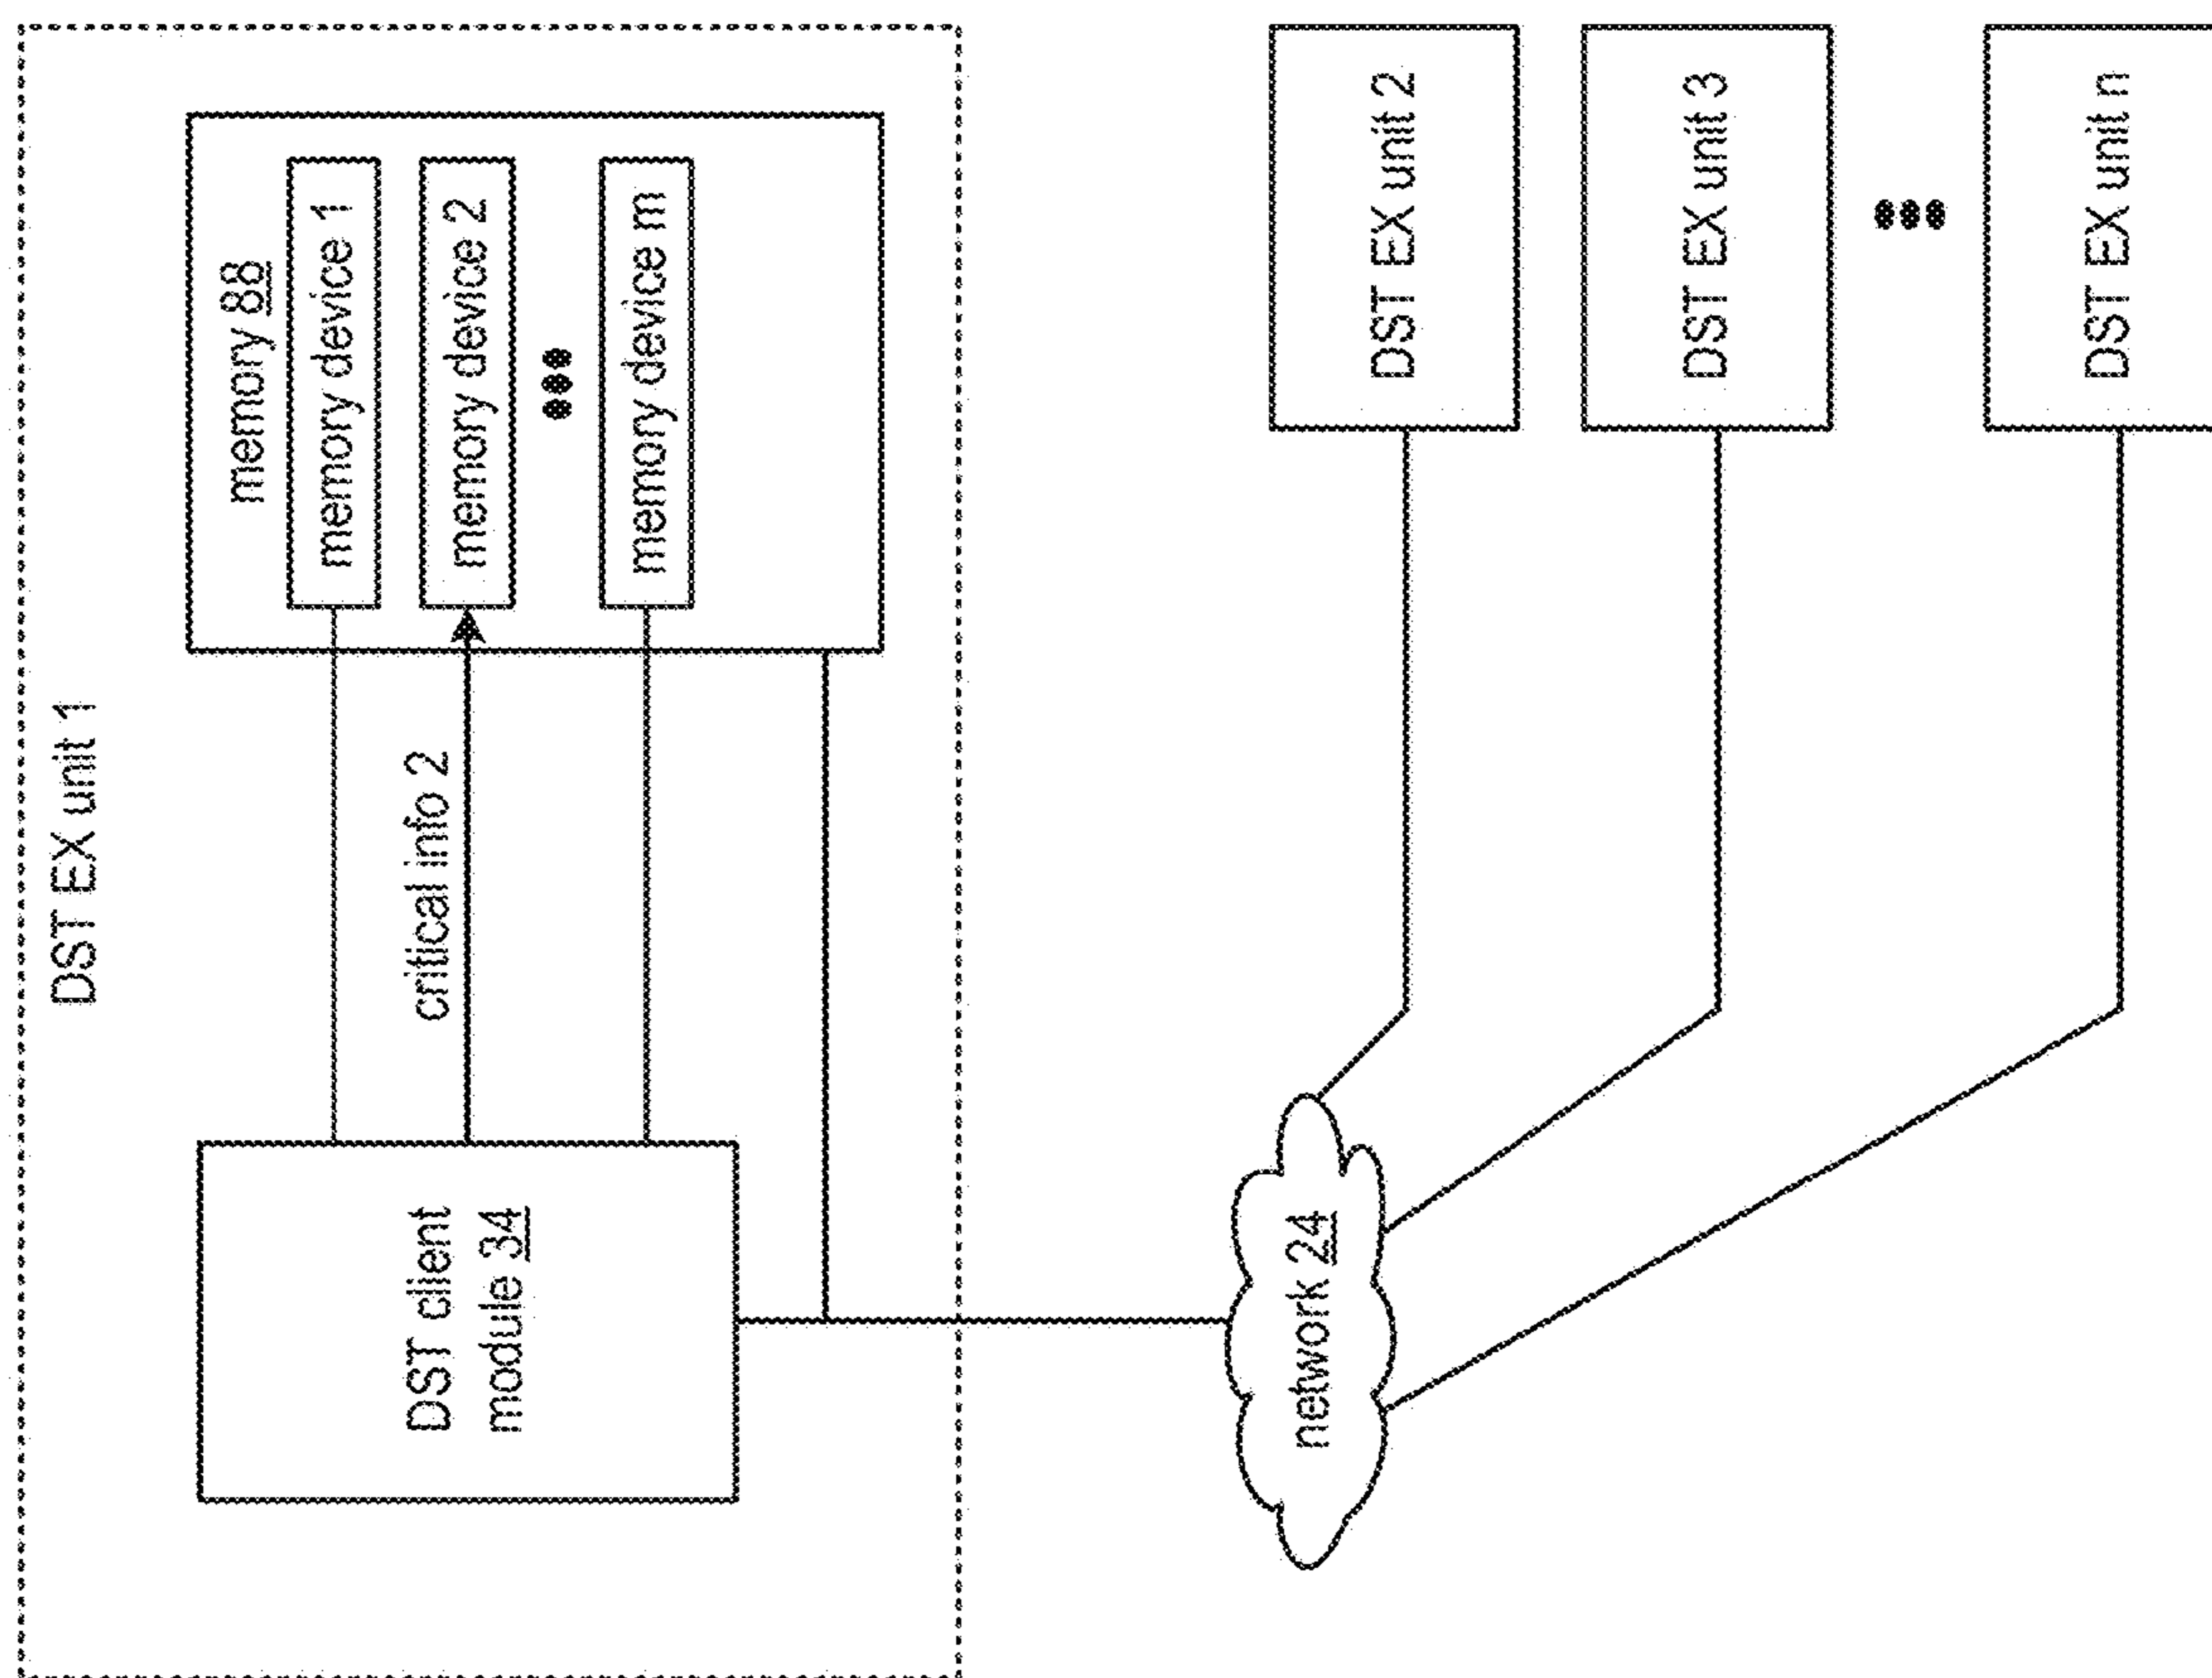 DST EX unit 1
DST client
module 34
critical info 2
memory 88
memory device 1
memory device 2
memory device m
network 24
DST EX unit 2
DST EX unit 3
DST EX unit n